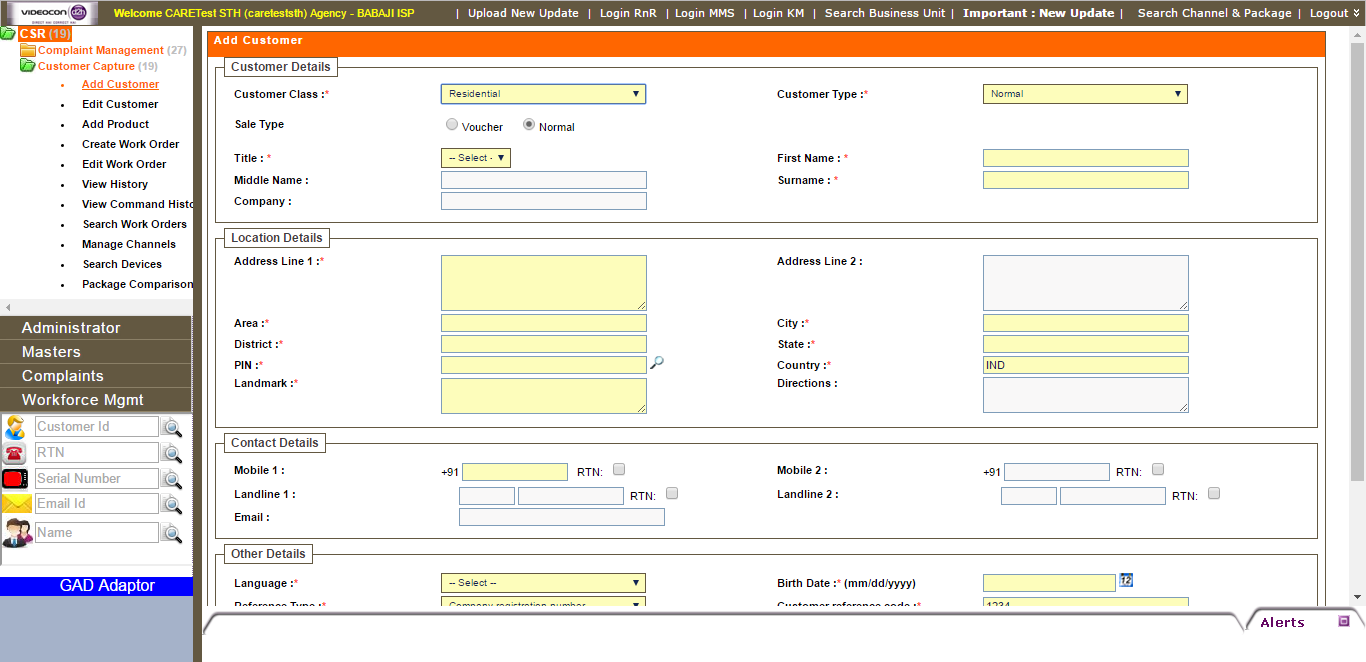 VIDEOCON d2h
Welcome CARETest STH (careteststh) Agency - BABAJI ISP
| Upload New Update | Login RnR | Login MMS | Login KM | Search Business Unit | Important : New Update | Search Channel & Package | Logout
CSR (19)
Complaint Management (27)
Customer Capture (19)
Add Customer
Edit Customer
Add Product
Create Work Order
Edit Work Order
View History
View Command Histo
Search Work Orders
Manage Channels
Search Devices
Package Comparison
Administrator
Masters
Complaints
Workforce Mgmt
Customer Id
RTN
Serial Number
Email Id
Name
GAD Adaptor
Add Customer
Customer Details
Customer Class :* Residential Customer Type :* Normal
Sale Type Voucher Normal
Title : * -- Select - First Name : *
Middle Name : Surname : *
Company :
Location Details
Address Line 1 :* Address Line 2 :
Area :* City :*
District :* State :*
PIN :* Country :* IND
Landmark :* Directions :
Contact Details
Mobile 1 : +91 RTN: Mobile 2 : +91 RTN:
Landline 1 : RTN: Landline 2 : RTN:
Email :
Other Details
Language :* -- Select -- Birth Date :* (mm/dd/yyyy) 12
Reference Type :* Company registration number Customer reference code :* 1234
Alerts